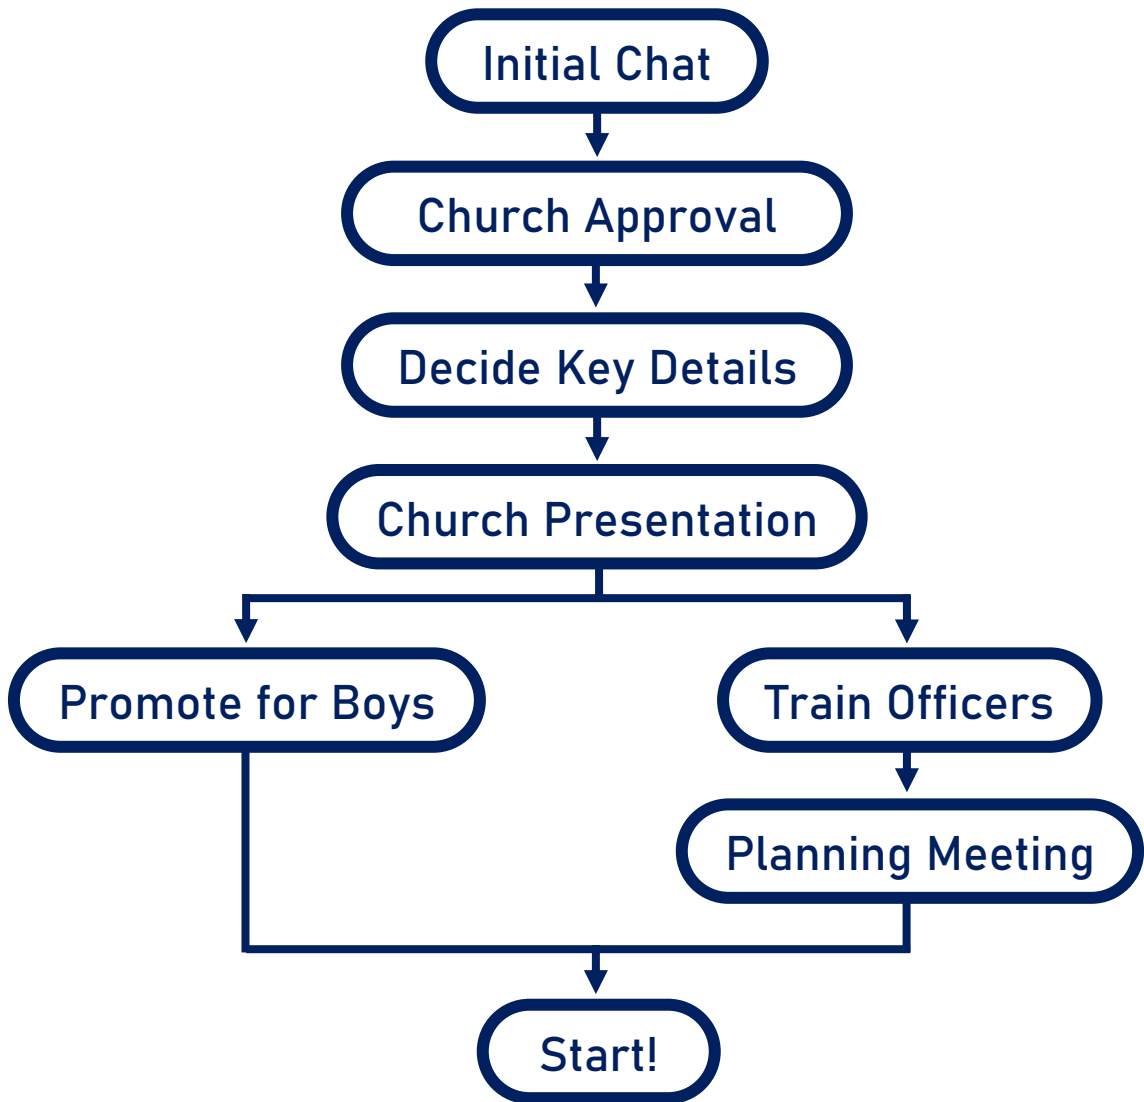 Initial Chat
Church Approval
Decide Key Details
Church Presentation
Promote for Boys
Train Officers
Planning Meeting
Start!